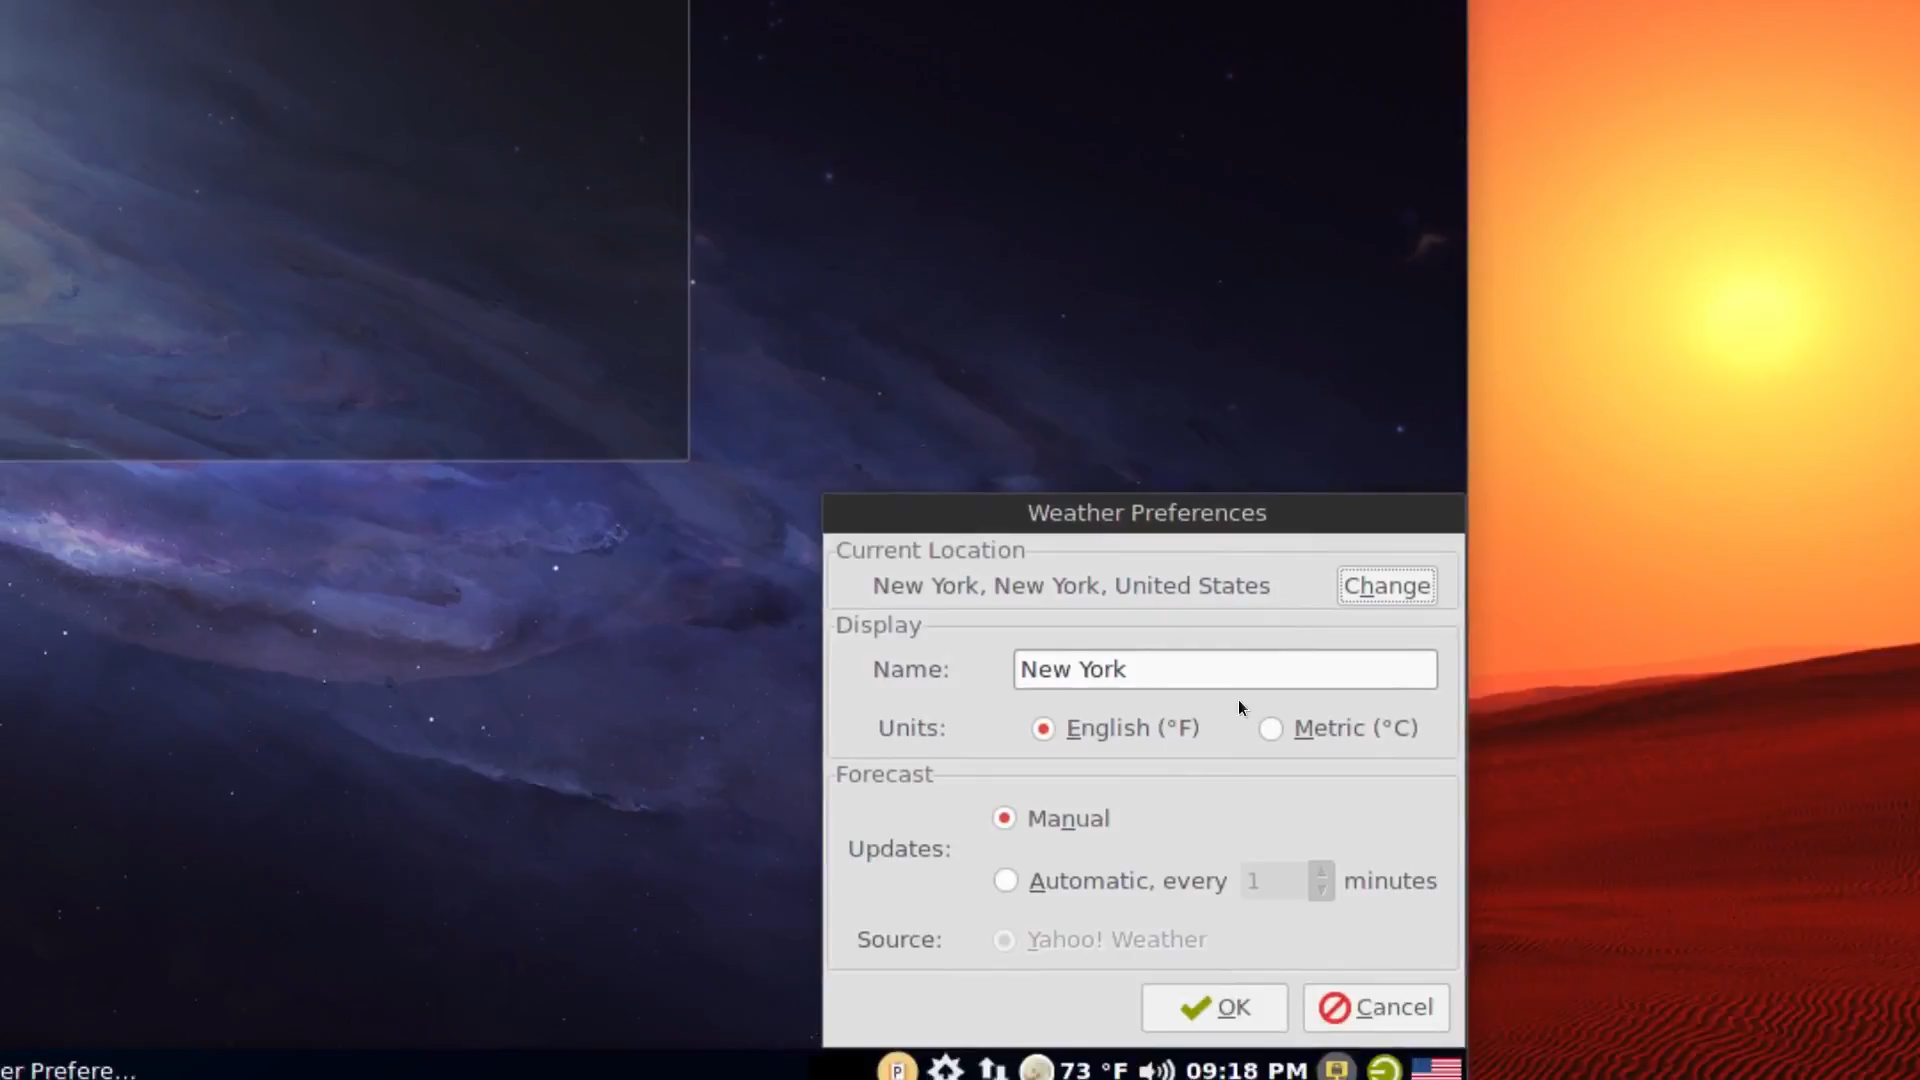 Weather Preferences
Current Location
New York, New York, United States Change
Display
Name: New York
Units: English (°F) Metric (°C)
Forecast
Updates: Manual
Automatic, every 1 minutes
Source: Yahoo! Weather
OK Cancel
er Prefere... P 73 °F 09:18 PM